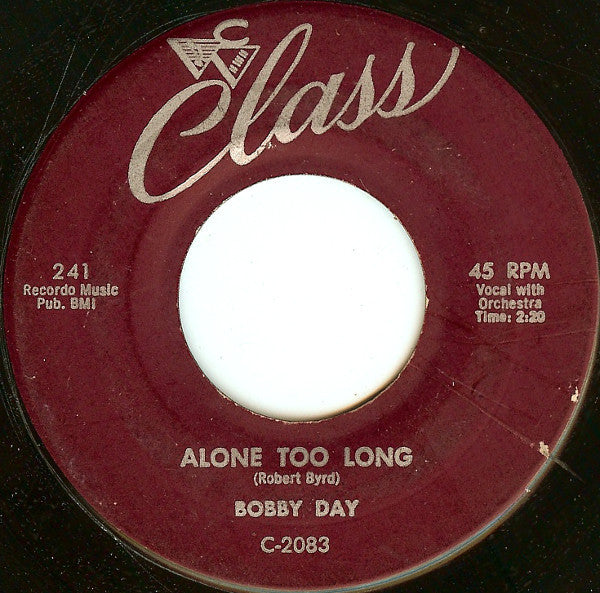 Class
241
Recordo Music
Pub. BMI
45 RPM
Vocal with
Orchestra
Time: 2:20
ALONE TOO LONG
(Robert Byrd)
BOBBY DAY
C-2083